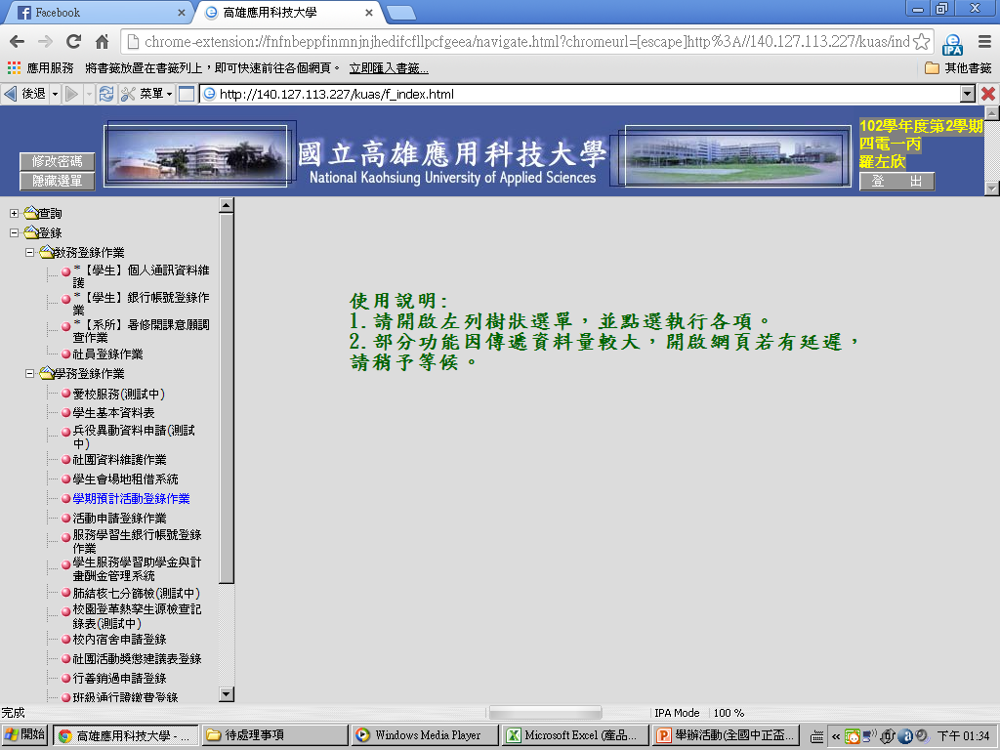 Facebook
高雄應用科技大學
chrome-extension://fnfnbeppfinmnjnjhedifcfllpcfgeea/navigate.html?chromeurl=[escape]http%3A//140.127.113.227/kuas/ind
IPA
應用服務 將書籤放置在書籤列上，即可快速前往各個網頁。 立即匯入書籤... 其他書籤
後退 菜單 http://140.127.113.227/kuas/f_index.html
修改密碼
隱藏選單
國立高雄應用科技大學
National Kaohsiung University of Applied Sciences
102學年度第2學期
四電一丙
羅左欣
登 出
查詢
登錄
教務登錄作業
*【學生】個人通訊資料維
護
*【學生】銀行帳號登錄作
業
*【系所】暑修開課意願調
查作業
社員登錄作業
學務登錄作業
愛校服務(測試中)
學生基本資料表
兵役異動資料申請(測試
中)
社團資料維護作業
學生會場地租借系統
學期預計活動登錄作業
活動申請登錄作業
服務學習生銀行帳號登錄
作業
學生服務學習助學金與計
畫酬金管理系統
肺結核七分篩檢(測試中)
校園登革熱孳生源檢查記
錄表(測試中)
校內宿舍申請登錄
社團活動獎懲建議表登錄
行善銷過申請登錄
班級通行證繳費登錄
使用說明:
1.請開啟左列樹狀選單，並點選執行各項。
2.部分功能因傳遞資料量較大，開啟網頁若有延遲，
請稍予等候。
完成 IPA Mode 100 %
開始 高雄應用科技大學 - ... 待處理事項 Windows Media Player Microsoft Excel (產品... 舉辦活動(全國中正盃... 下午 01:34